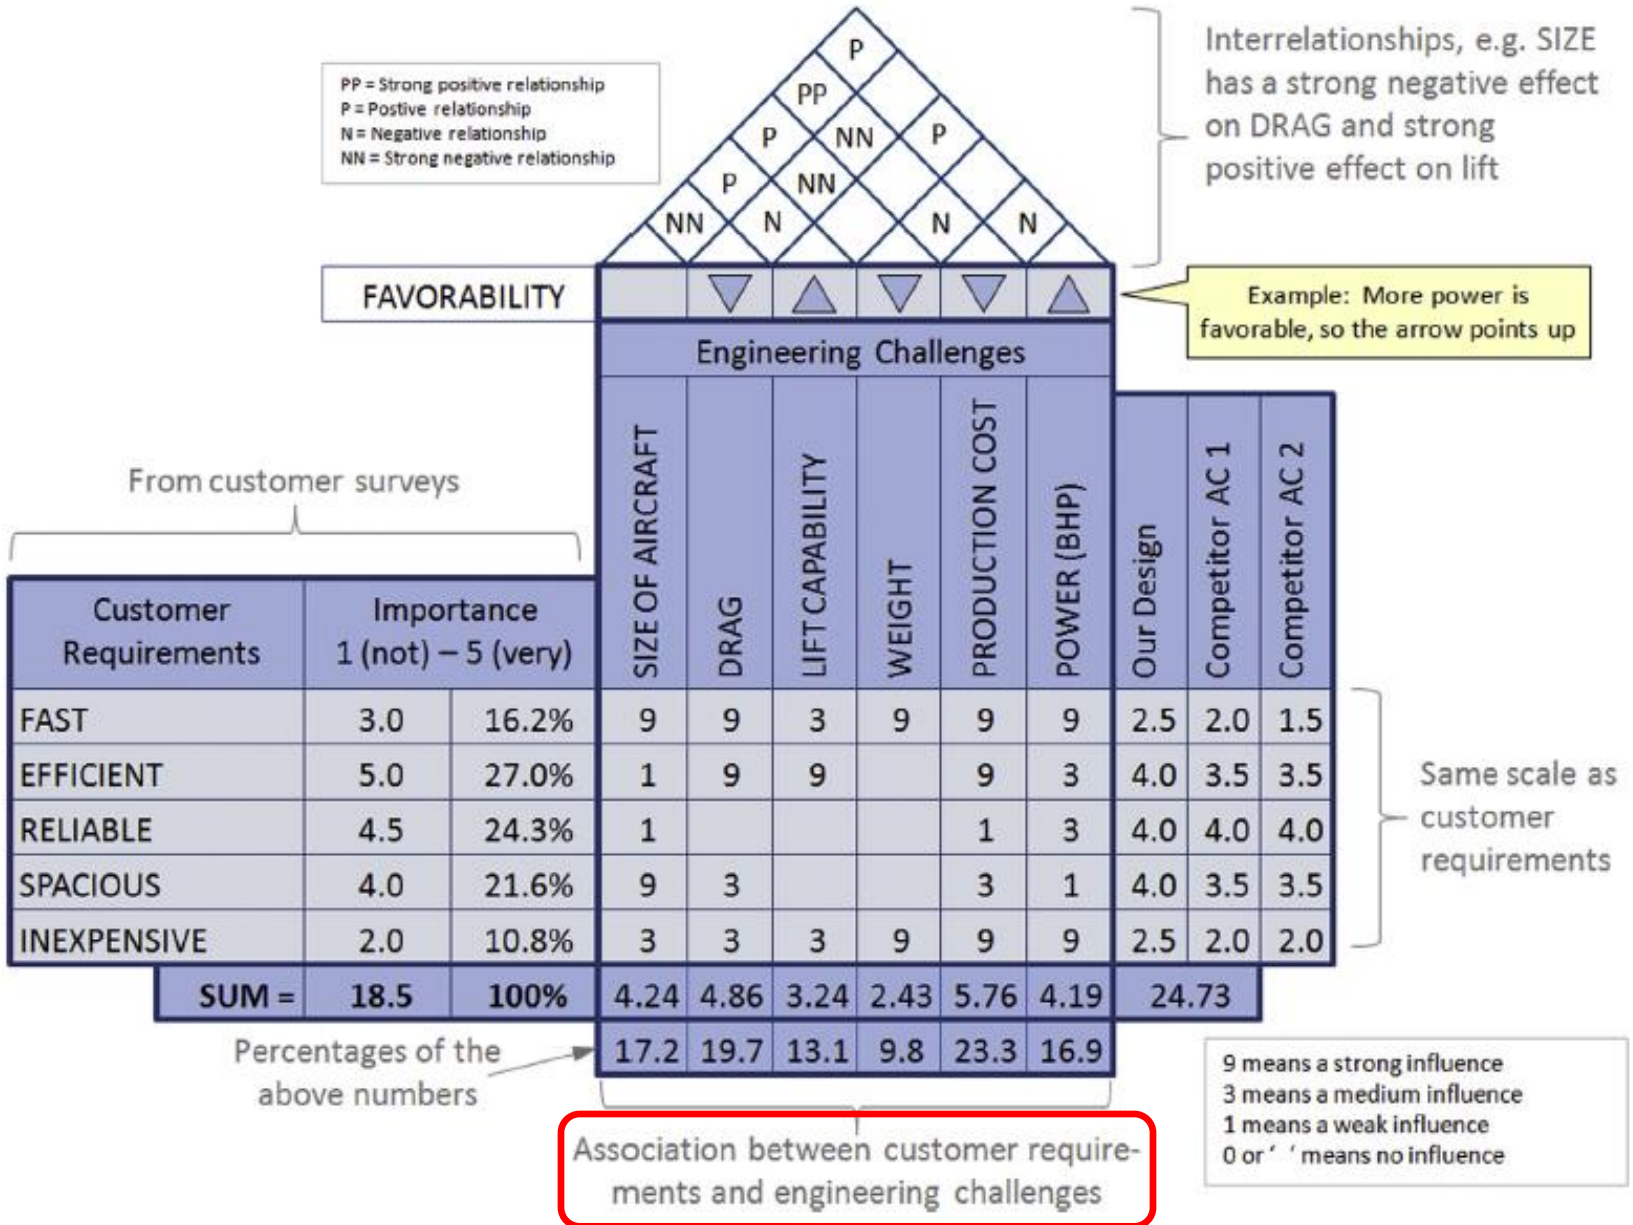 P
PP
P NN P
P NN
NN N N N
PP = Strong positive relationship
P = Postive relationship
N = Negative relationship
NN = Strong negative relationship
Interrelationships, e.g. SIZE
has a strong negative effect
on DRAG and strong
positive effect on lift
FAVORABILITY
Example: More power is
favorable, so the arrow points up
Engineering Challenges
SIZE OF AIRCRAFT
DRAG
LIFT CAPABILITY
WEIGHT
PRODUCTION COST
POWER (BHP)
Our Design
Competitor AC 1
Competitor AC 2
From customer surveys
Customer
Requirements
Importance
1 (not) – 5 (very)
FAST 3.0 16.2% 9 9 3 9 9 9 2.5 2.0 1.5
EFFICIENT 5.0 27.0% 1 9 9 9 3 4.0 3.5 3.5
RELIABLE 4.5 24.3% 1 1 3 4.0 4.0 4.0
SPACIOUS 4.0 21.6% 9 3 3 1 4.0 3.5 3.5
INEXPENSIVE 2.0 10.8% 3 3 3 9 9 9 2.5 2.0 2.0
SUM = 18.5 100% 4.24 4.86 3.24 2.43 5.76 4.19 24.73
17.2 19.7 13.1 9.8 23.3 16.9
Same scale as
customer
requirements
Percentages of the
above numbers
Association between customer require-
ments and engineering challenges
9 means a strong influence
3 means a medium influence
1 means a weak influence
0 or ‘ ‘ means no influence